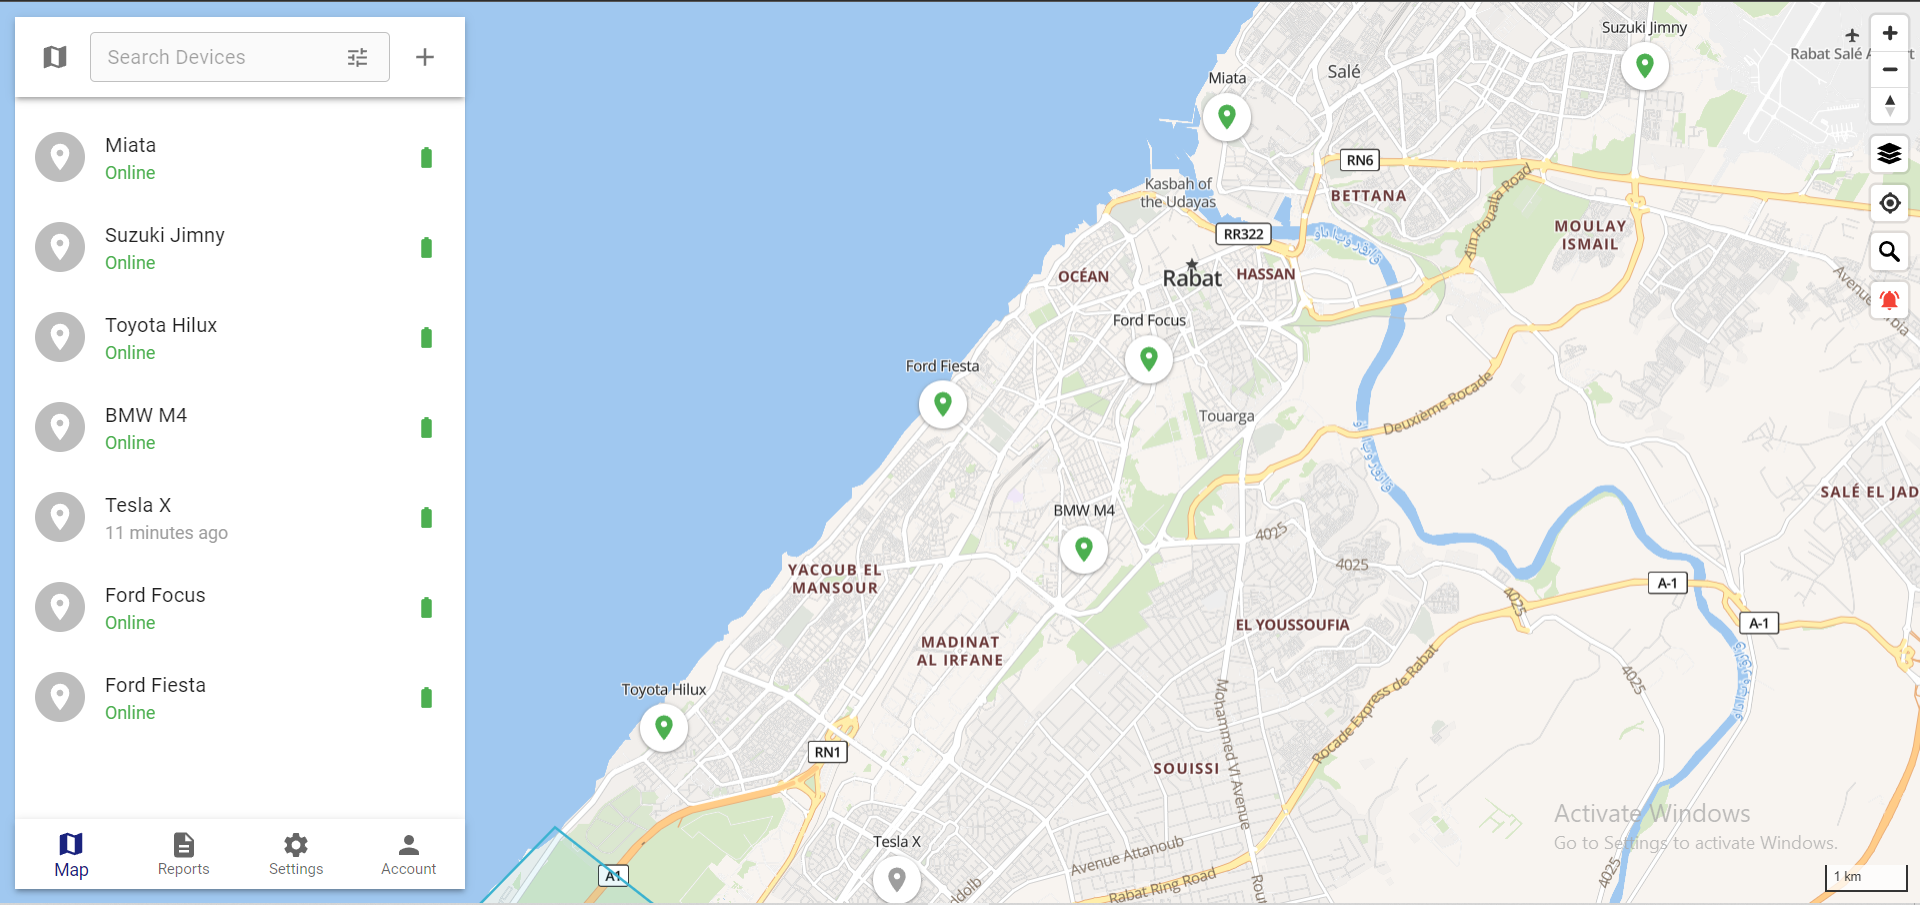 Search Devices
Miata
Online
Suzuki Jimny
Online
Toyota Hilux
Online
BMW M4
Online
Tesla X
11 minutes ago
Ford Focus
Online
Ford Fiesta
Online
Map
Reports
Settings
Account
Suzuki Jimny
Rabat Salé
Miata
Salé
RN6
Kasbah of
the Udayas
BETTANA
Aïn Houalla Road
MOULAY
ISMAIL
RR322
OCÉAN
Rabat
HASSAN
Avenue
Ford Focus
Ford Fiesta
Deuxième Rocade
Touarga
SALÉ EL JAD
BMW M4
4025
4025
YACOUB EL
MANSOUR
A-1
4025
A-1
EL YOUSSOUFIA
MADINAT
AL IRFANE
4025
Toyota Hilux
Mohammed VI Avenue
Rocade Express de Rabat
RN1
SOUISSI
Activate Windows
Go to Settings to activate Windows.
Tesla X
Avenue Attanoub
A1
Rabat Ring Road
4025
1 km